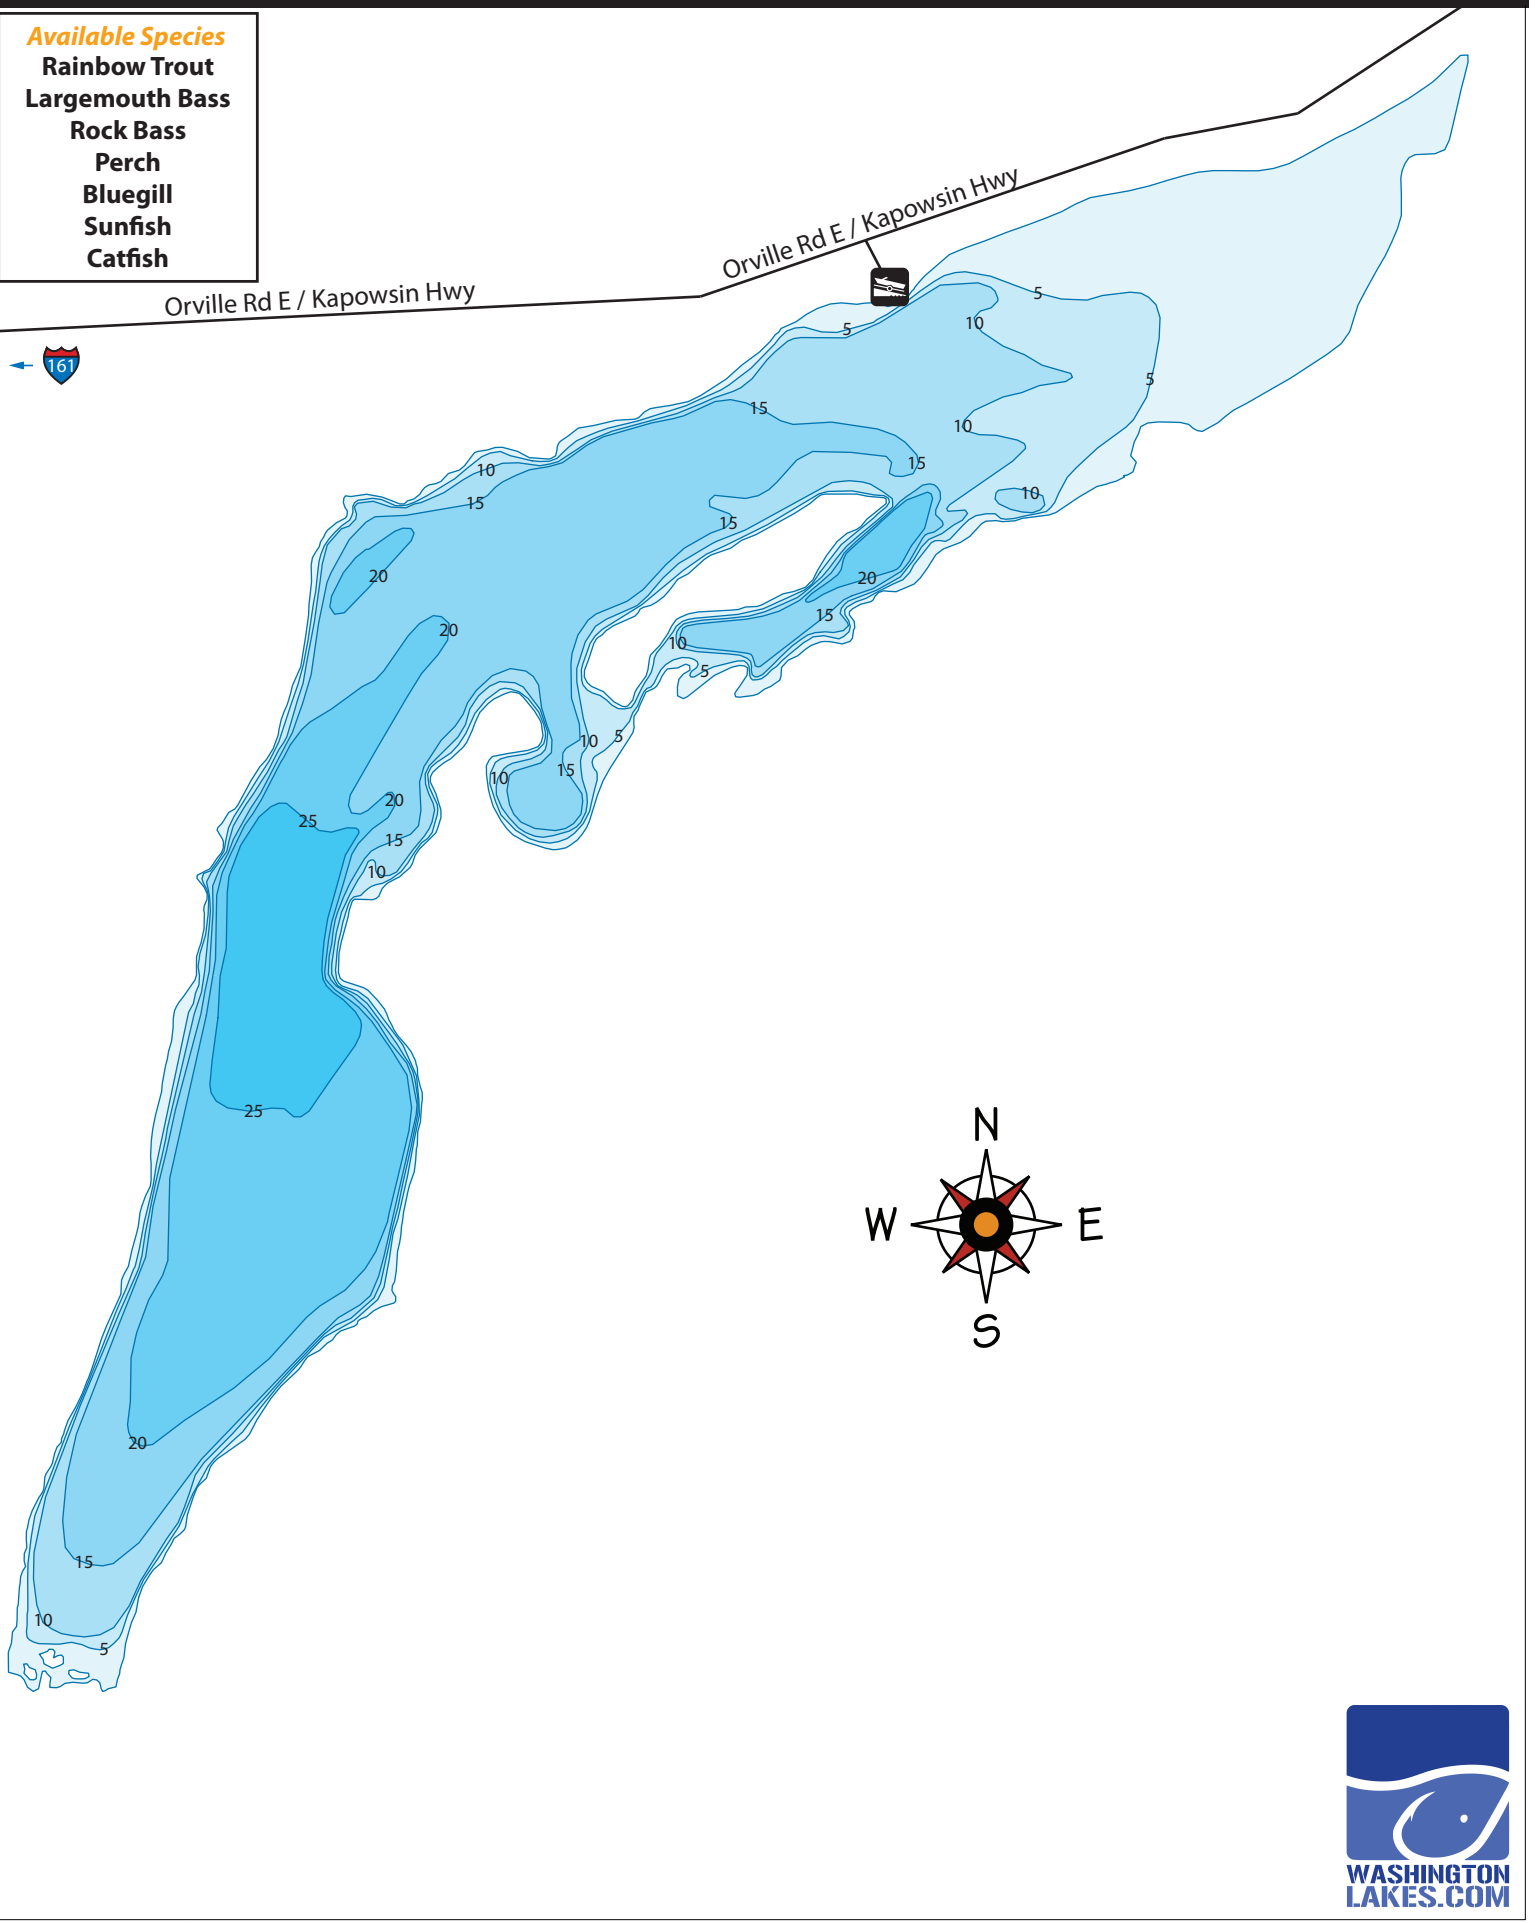 Available Species
Rainbow Trout
Largemouth Bass
Rock Bass
Perch
Bluegill
Sunfish
Catfish
Orville Rd E / Kapowsin Hwy
Orville Rd E / Kapowsin Hwy
161
5
5
10
5
15
10
10
15
15
10
15
20
20
15
20
10
5
10
5
15
10
20
25
15
10
25
N
W
E
S
20
15
10
5
WASHINGTON
LAKES.COM